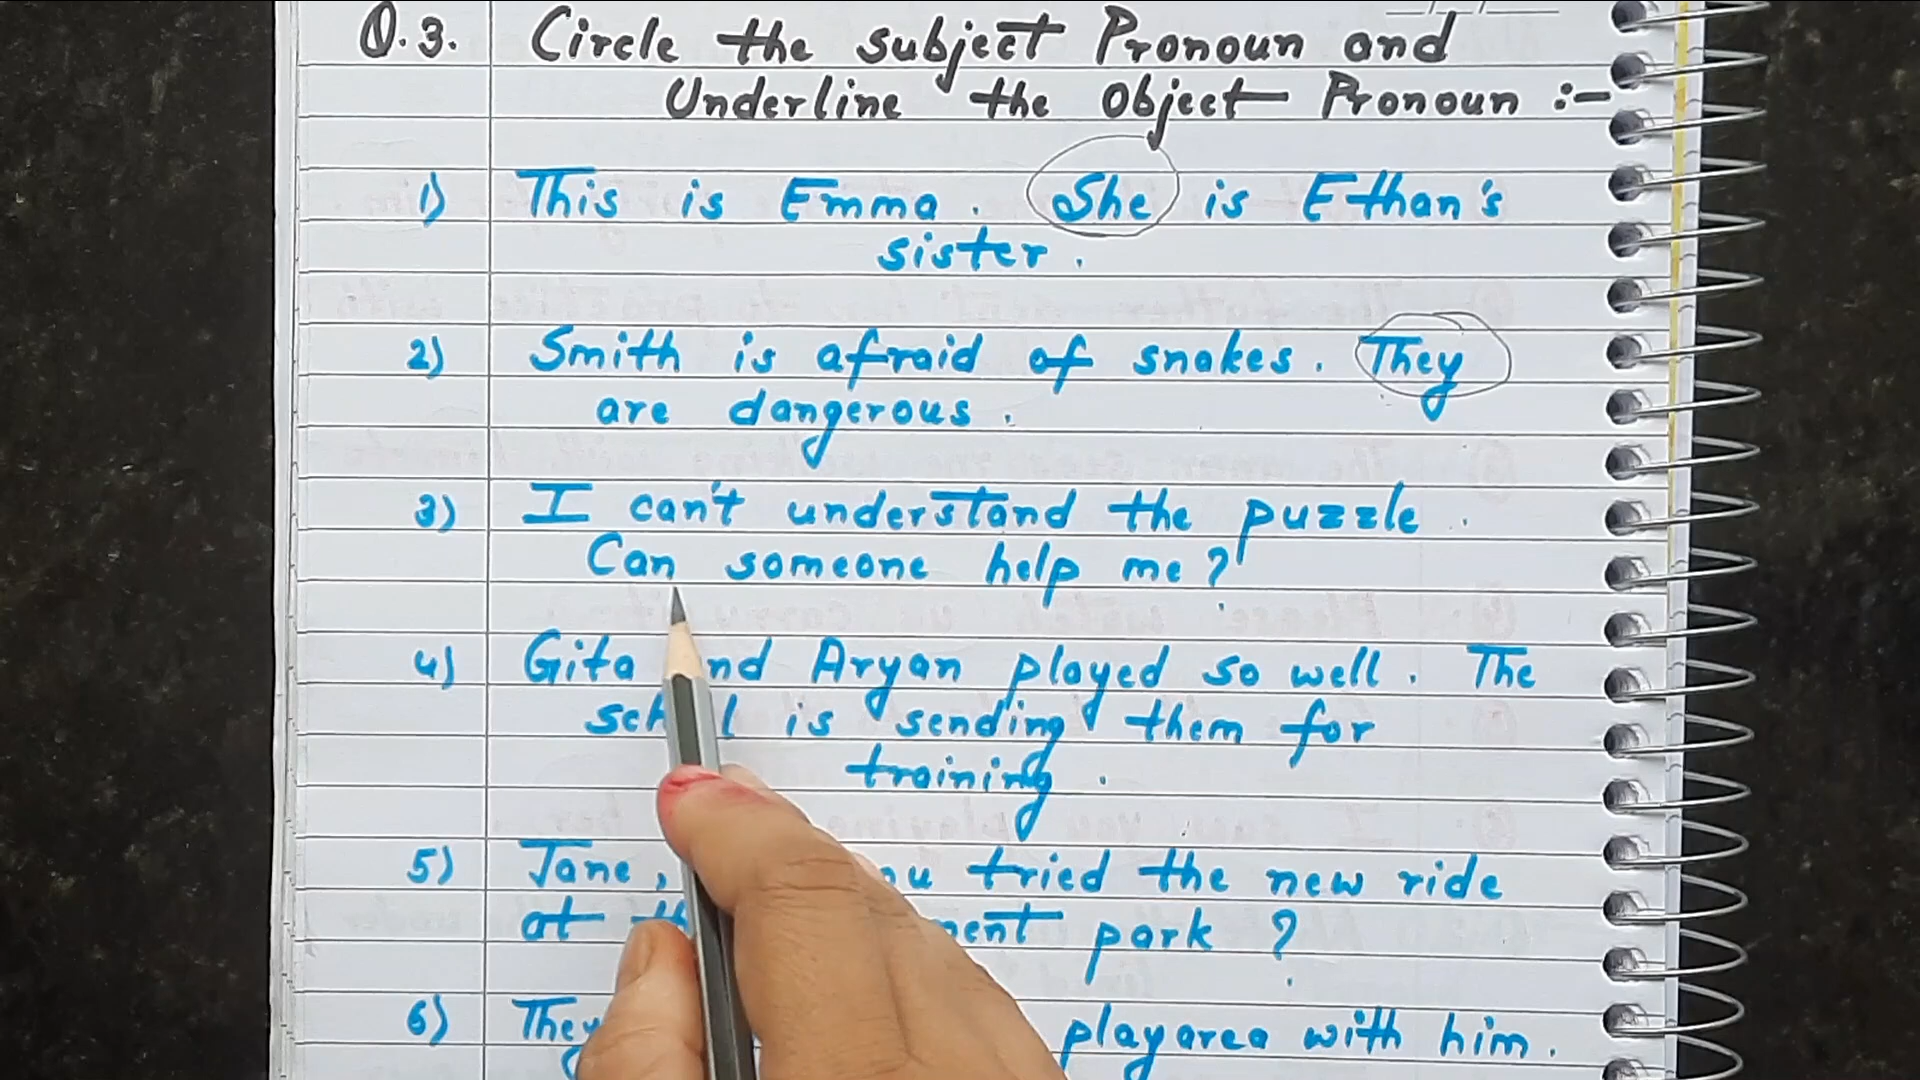 Q.3. Circle the subject Pronoun and
Underline the Object Pronoun :-
1) This is Emma. She is Ethan's
sister.
2) Smith is afraid of snakes. They
are dangerous.
3) I can't understand the puzzle.
Can someone help me?
4) Gita nd Aryan played so well. The
is sending them for
training.
5) Jane, tried the new ride
at park?
6) They playarea with him.